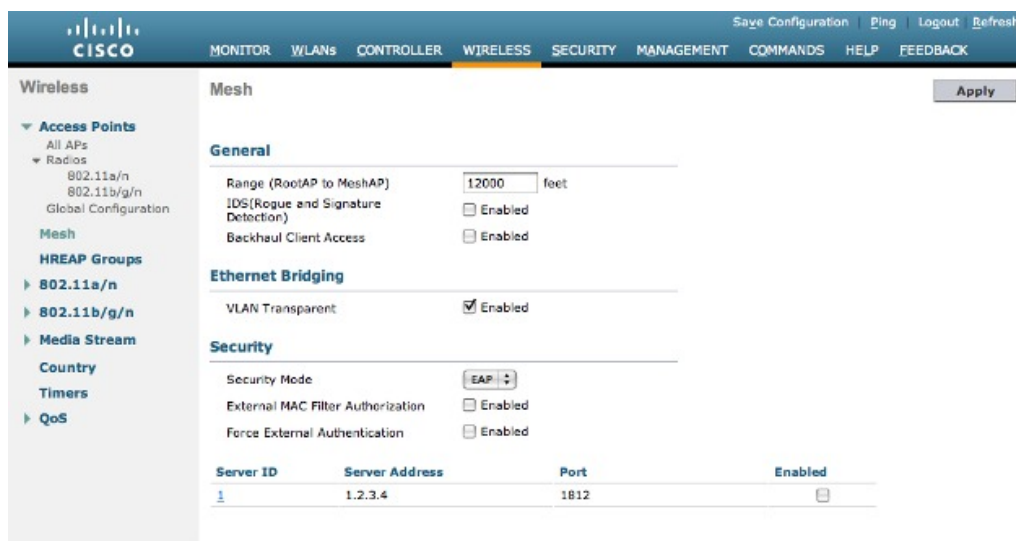 Save Configuration Ping Logout Refresh
CISCO
MONITOR WLANs CONTROLLER WIRELESS SECURITY MANAGEMENT COMMANDS HELP FEEDBACK
Wireless
Access Points
All APs
Radios
802.11a/n
802.11b/g/n
Global Configuration
Mesh
HREAP Groups
802.11a/n
802.11b/g/n
Media Stream
Country
Timers
QoS
Mesh
Apply
General
Range (RootAP to MeshAP) 12000 feet
IDS(Rogue and Signature
Detection) Enabled
Backhaul Client Access Enabled
Ethernet Bridging
VLAN Transparent Enabled
Security
Security Mode EAP
External MAC Filter Authorization Enabled
Force External Authentication Enabled
Server ID Server Address Port Enabled
1 1.2.3.4 1812